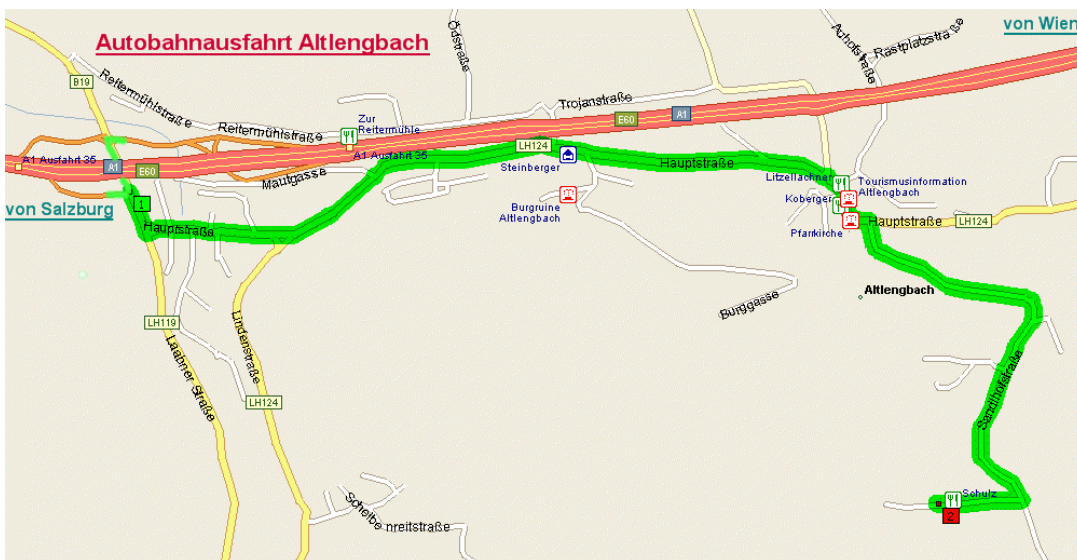 von Wien
Autobahnausfahrt Altlengbach
Ödstraße
Auhofstraße
Rastplatzstraße
B19
Reitermühlstraße
Trojanstraße
Zur
Reitermühle
Reitermühlstraße
E60
A1
A1 Ausfahrt 35
A1 Ausfahrt 35
LH124
Steinberger
Hauptstraße
A1
E60
Mautgasse
Litzellachner
Tourismusinformation
Altlengbach
Koberger
von Salzburg
1
Burgruine
Altlengbach
Hauptstraße
Pfarrkirche
Hauptstraße
LH124
Altlengbach
Burggasse
LH119
Lindenstraße
Laabner Straße
LH124
Sandlhofstraße
Scheibenreitstraße
Schulz
2